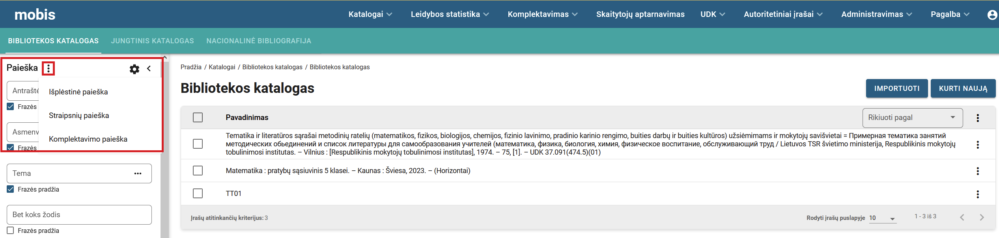 mobis
Katalogai
Leidybos statistika
Komplektavimas
Skaitytojų aptarnavimas
UDK
Autoritetiniai įrašai
Administravimas
Pagalba
BIBLIOTEKOS KATALOGAS
JUNGTINIS KATALOGAS
NACIONALINĖ BIBLIOGRAFIJA
Paieška
Antraštė
Frazės
Išplėstinė paieška
Straipsnių paieška
Komplektavimo paieška
Frazės
Tema
Frazės pradžia
Bet koks žodis
Frazės pradžia
Pradžia / Katalogai / Bibliotekos katalogas / Bibliotekos katalogas
Bibliotekos katalogas
IMPORTUOTI
KURTI NAUJĄ
Pavadinimas
Rikiuoti pagal
Tematika ir literatūros sąrašai metodinių ratelių (matematikos, fizikos, biologijos, chemijos, fizinio lavinimo, pradinio karinio rengimo, buities darbų ir buities kultūros) užsiėmimams ir mokytojų savišvietai = Примерная тематика занятий
методических обьединений и список литературы для самообразования учителей (математика, физика, биология, химия, физическое воспитание, обслуживающий труд / Lietuvos TSR švietimo ministerija, Respublikinis mokytojų
tobulinimosi institutas. – Vilnius : [Respublikinis mokytojų tobulinimosi institutas], 1974. – 75, [1]. – UDK 37.091(474.5)(01)
Matematika : pratybų sąsiuvinis 5 klasei. – Kaunas : Šviesa, 2023. – (Horizontai)
TT01
Įrašų atitinkančių kriterijus: 3
Rodyti įrašų puslapyje 10
1 - 3 iš 3